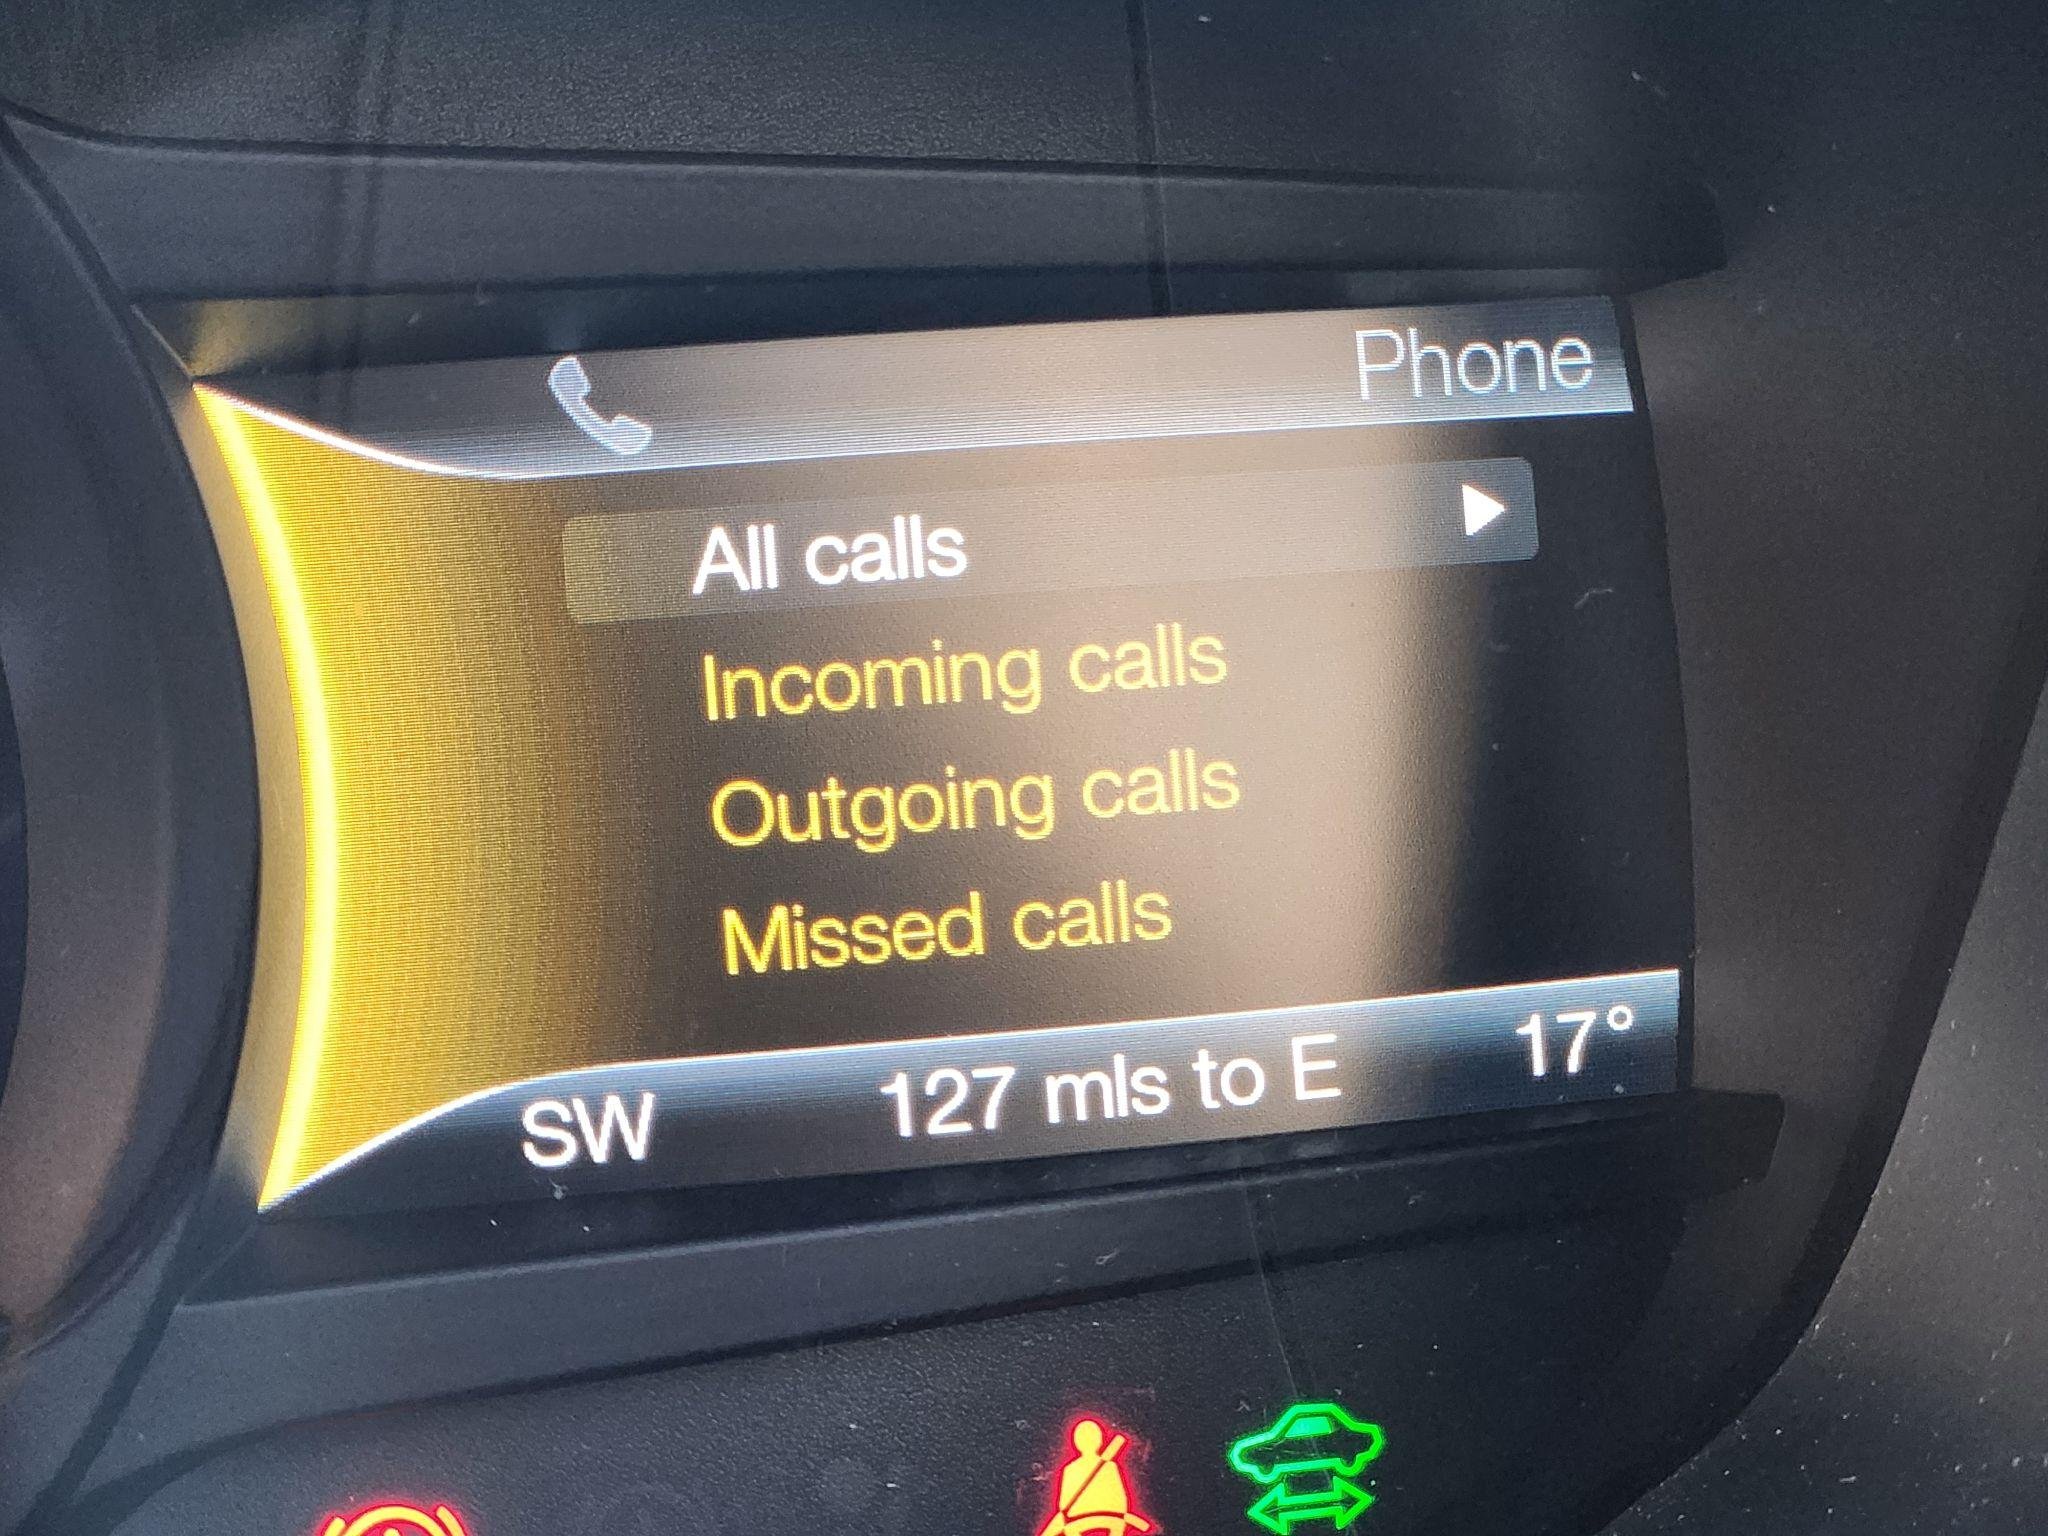 Phone
All calls
Incoming calls
Outgoing calls
Missed calls
SW 127 mls to E 17°